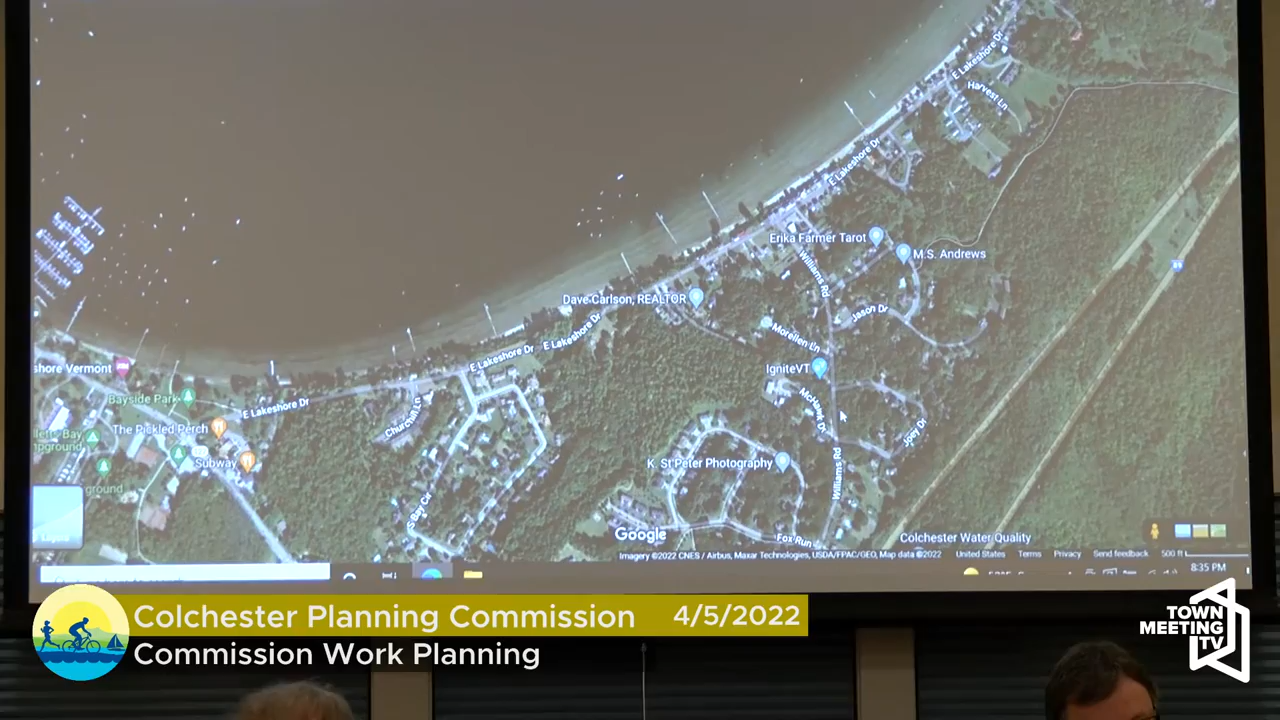 E Lakeshore Dr
Harvest Ln
E Lakeshore Dr
Erika Farmer Tarot
M.S. Andrews
Williams Rd
Dave Carlson, REALTOR
Jason Dr
E Lakeshore Dr
Morellen Ln
E Lakeshore Dr
IgniteVT
shore Vermont
Bayside Park
E Lakeshore Dr
McHawk Dr
Churchill Ln
The Pickled Perch
Joey Dr
Subway
K. St Peter Photography
ground
Williams Rd
S Bay Cir
Google
Fox Run
Colchester Water Quality
Imagery ©2022 CNES / Airbus, Maxar Technologies, USDA/FPAC/GEO, Map data ©2022 United States Terms Privacy Send feedback 500 ft
8:35 PM
Colchester Planning Commission 4/5/2022
Commission Work Planning
TOWN
MEETING
TV